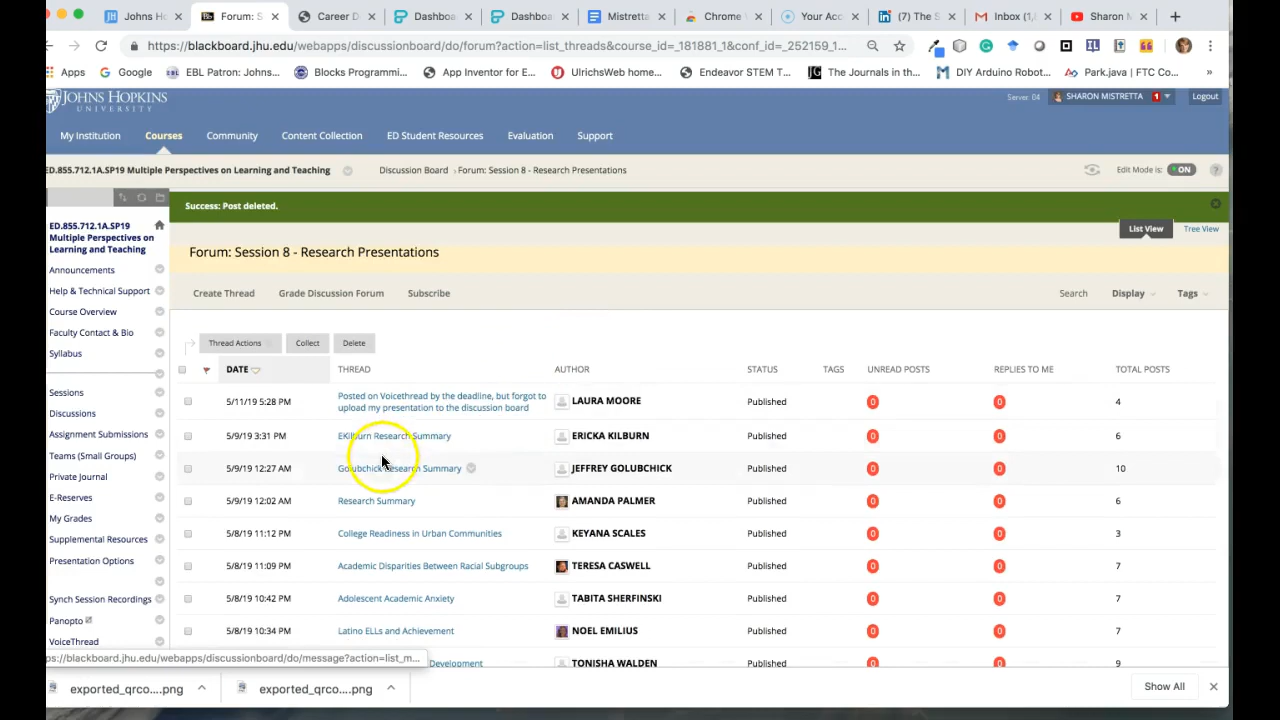 Johns H
Forum: S
Career D
Dashboa
Dashboa
Mistretta
Chrome
Your Acc
(7) The S
Inbox (1,
Sharon M
https://blackboard.jhu.edu/webapps/discussionboard/do/forum?action=list_threads&course_id=_181881_1&conf_id=_252159_1...
Apps
Google
EBL Patron: Johns...
Blocks Programmi...
App Inventor for E...
UlrichsWeb home...
Endeavor STEM T...
The Journals in th...
DIY Arduino Robot...
Park.java | FTC Co...
»
JOHNS HOPKINS
UNIVERSITY
Server: 04
SHARON MISTRETTA
1
Logout
My Institution
Courses
Community
Content Collection
ED Student Resources
Evaluation
Support
ED.855.712.1A.SP19 Multiple Perspectives on Learning and Teaching
Discussion Board
Forum: Session 8 - Research Presentations
Edit Mode is:
ON
?
Success: Post deleted.
List View
Tree View
ED.855.712.1A.SP19
Multiple Perspectives on
Learning and Teaching
Announcements
Help & Technical Support
Course Overview
Faculty Contact & Bio
Syllabus
Sessions
Discussions
Assignment Submissions
Teams (Small Groups)
Private Journal
E-Reserves
My Grades
Supplemental Resources
Presentation Options
Synch Session Recordings
Panopto
VoiceThread
Forum: Session 8 - Research Presentations
Create Thread
Grade Discussion Forum
Subscribe
Search
Display
Tags
Thread Actions
Collect
Delete
DATE
THREAD
AUTHOR
STATUS
TAGS
UNREAD POSTS
REPLIES TO ME
TOTAL POSTS
5/11/19 5:28 PM
Posted on Voicethread by the deadline, but forgot to
upload my presentation to the discussion board
LAURA MOORE
Published
0
0
4
5/9/19 3:31 PM
EKilburn Research Summary
ERICKA KILBURN
Published
0
0
6
5/9/19 12:27 AM
Golubchick Research Summary
JEFFREY GOLUBCHICK
Published
0
0
10
5/9/19 12:02 AM
Research Summary
AMANDA PALMER
Published
0
0
6
5/8/19 11:12 PM
College Readiness in Urban Communities
KEYANA SCALES
Published
0
0
3
5/8/19 11:09 PM
Academic Disparities Between Racial Subgroups
TERESA CASWELL
Published
0
0
7
5/8/19 10:42 PM
Adolescent Academic Anxiety
TABITA SHERFINSKI
Published
0
0
7
5/8/19 10:34 PM
Latino ELLs and Achievement
NOEL EMILIUS
Published
0
0
7
Development
TONISHA WALDEN
Published
0
0
9
ps://blackboard.jhu.edu/webapps/discussionboard/do/message?action=list_m...
exported_qrco....png
exported_qrco....png
Show All